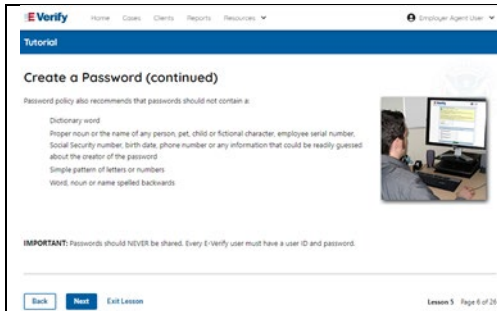 E-Verify Home Cases Clients Reports Resources Employer Agent User
Tutorial
Create a Password (continued)
Password policy also recommends that passwords should not contain a:
Dictionary word
Proper noun or the name of any person, pet, child or fictional character, employee serial number,
Social Security number, birth date, phone number or any information that could be readily guessed
about the creator of the password
Simple pattern of letters or numbers
Word, noun or name spelled backwards
IMPORTANT: Passwords should NEVER be shared. Every E-Verify user must have a user ID and password.
Back Next Exit Lesson Lesson 5 Page 6 of 26